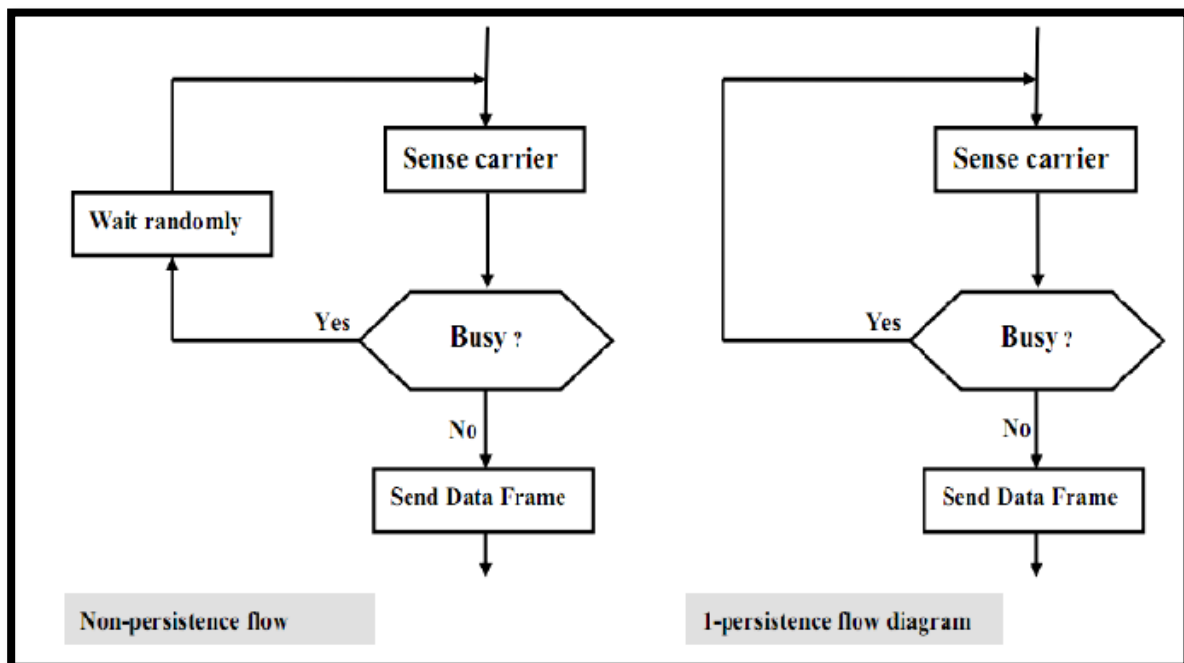 Sense carrier
Wait randomly
Yes
Busy ?
No
Send Data Frame
Non-persistence flow
Sense carrier
Yes
Busy ?
No
Send Data Frame
1-persistence flow diagram